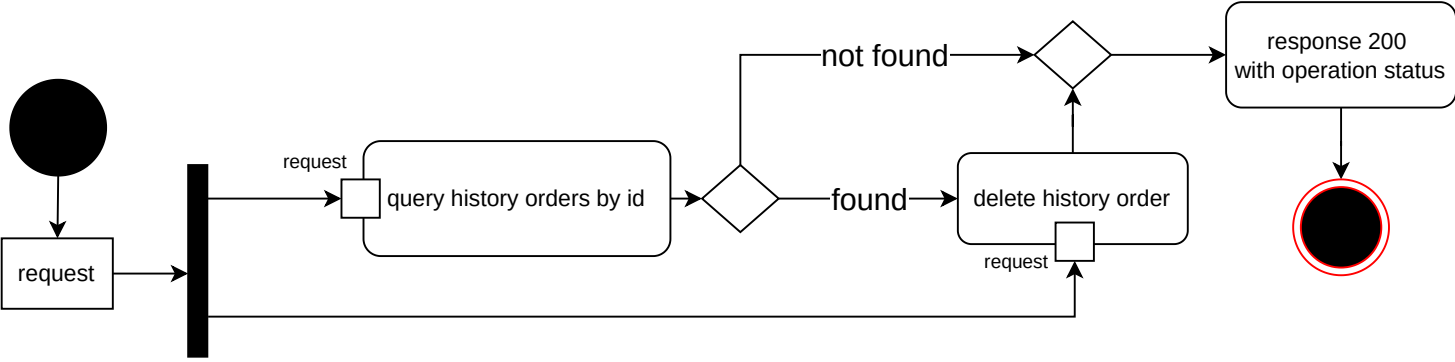 request
request
query history orders by id
not found
found
delete history order
request
response 200
with operation status